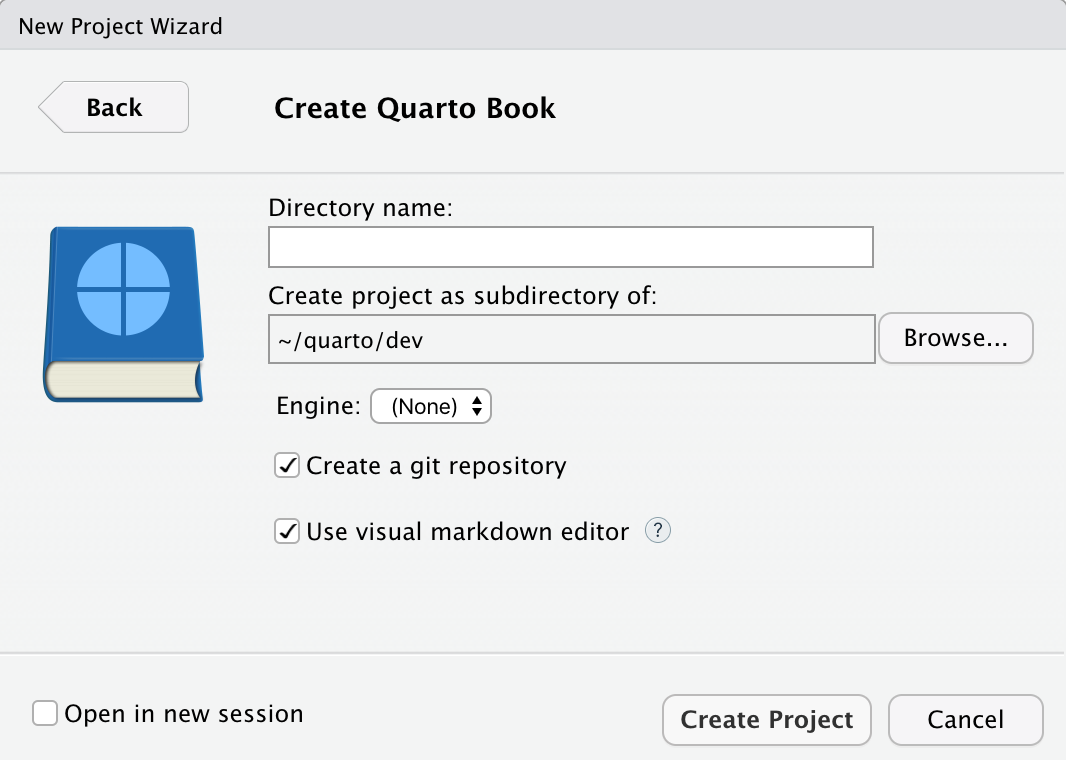 New Project Wizard
Back
Create Quarto Book
Directory name:
Create project as subdirectory of:
~/quarto/dev
Browse...
Engine: (None)
Create a git repository
Use visual markdown editor ?
Open in new session
Create Project
Cancel